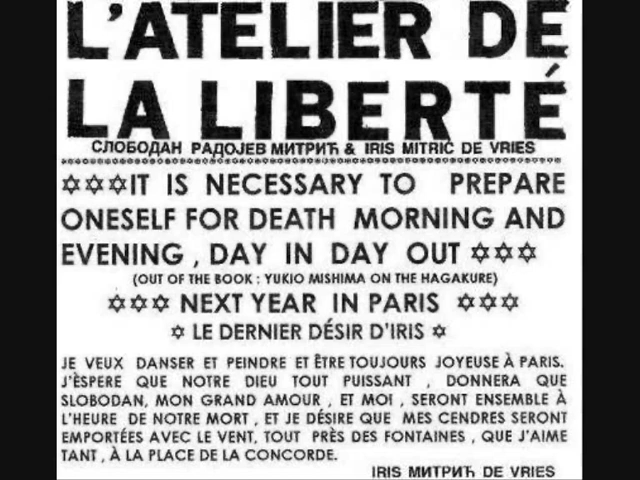 L'ATELIER DE
LA LIBERTÉ
СЛОБОДАН РАДОЈЕВ МИТРИЋ & IRIS MITRIĆ DE VRIES
✡✡✡IT IS NECESSARY TO PREPARE
ONESELF FOR DEATH MORNING AND
EVENING , DAY IN DAY OUT ✡✡✡
(OUT OF THE BOOK : YUKIO MISHIMA ON THE HAGAKURE)
✡✡✡ NEXT YEAR IN PARIS ✡✡✡
✡ LE DERNIER DÉSIR D'IRIS ✡
JE VEUX DANSER ET PEINDRE ET ÊTRE TOUJOURS JOYEUSE À PARIS.
J'ÈSPERE QUE NOTRE DIEU TOUT PUISSANT , DONNERA QUE
SLOBODAN, MON GRAND AMOUR , ET MOI , SERONT ENSEMBLE À
L'HEURE DE NOTRE MORT , ET JE DÉSIRE QUE MES CENDRES SERONT
EMPORTÉES AVEC LE VENT, TOUT PRÈS DES FONTAINES , QUE J'AIME
TANT , À LA PLACE DE LA CONCORDE.
IRIS МИТРИЋ DE VRIES